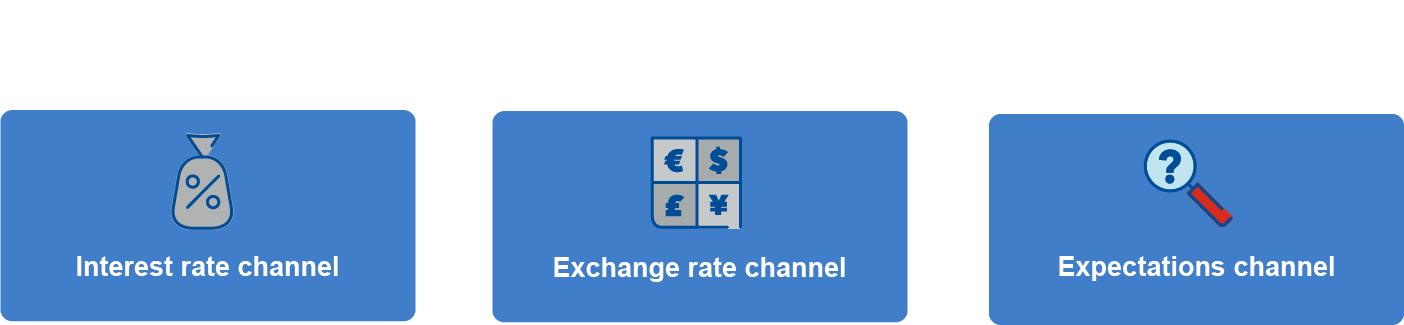 %
€ $
£ ¥
?
Interest rate channel
Exchange rate channel
Expectations channel